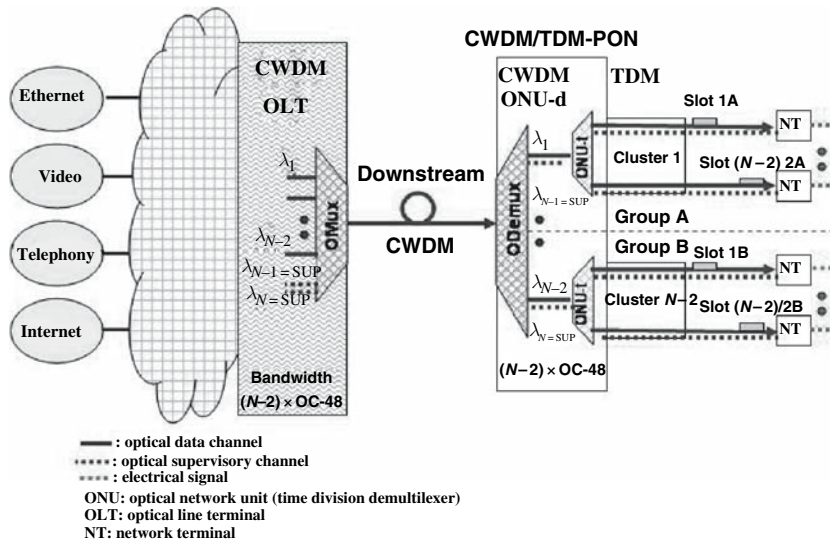 CWDM/TDM-PON
CWDM
OLT
CWDM
ONU-d
TDM
Ethernet
Video
Telephony
Internet
λ1
λN–2
λN–1 = SUP
λN = SUP
OMux
Bandwidth
(N–2) × OC-48
Downstream
CWDM
ODemux
λ1
λN–1 = SUP
λN–2
λN = SUP
(N–2) × OC-48
ONU-t
ONU-t
Slot 1A
NT
Cluster 1
Slot (N–2) 2A
NT
Group A
Group B
Slot 1B
NT
Cluster N–2
Slot (N–2)/2B
NT
: optical data channel
: optical supervisory channel
: electrical signal
ONU: optical network unit (time division demultilexer)
OLT: optical line terminal
NT: network terminal